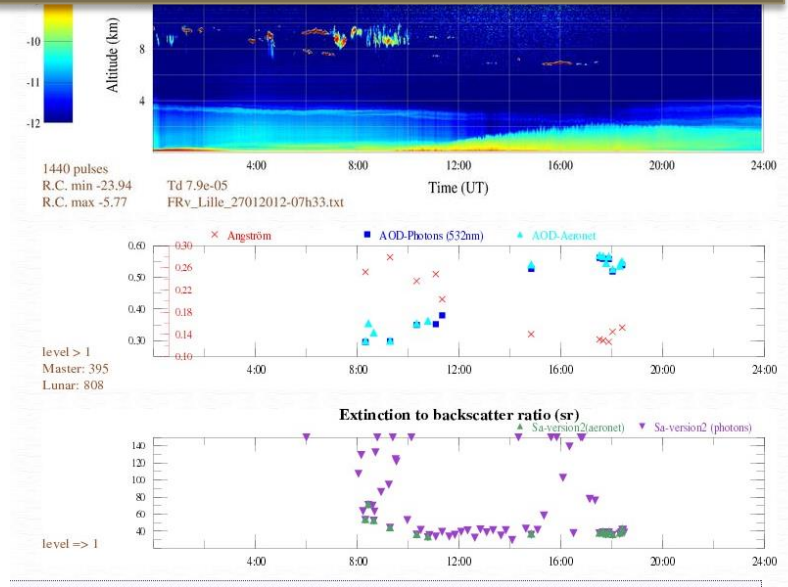 -10
-11
-12
Altitude (km)
8
4
4:00 8:00 12:00 16:00 20:00 24:00
Time (UT)
1440 pulses
R.C. min -23.94 Td 7.9e-05
R.C. max -5.77 FRv_Lille_27012012-07h33.txt
× Angström ■ AOD-Photons (532nm) ▲ AOD-Aeronet
0.60 0.30
0.26
0.50
0.22
0.40 0.18
0.14
0.30
0.10
4:00 8:00 12:00 16:00 20:00 24:00
level > 1
Master: 395
Lunar: 808
Extinction to backscatter ratio (sr)
▲ Sa-version2(aeronet) ▼ Sa-version2 (photons)
140
120
100
80
60
40
4:00 8:00 12:00 16:00 20:00 24:00
level => 1